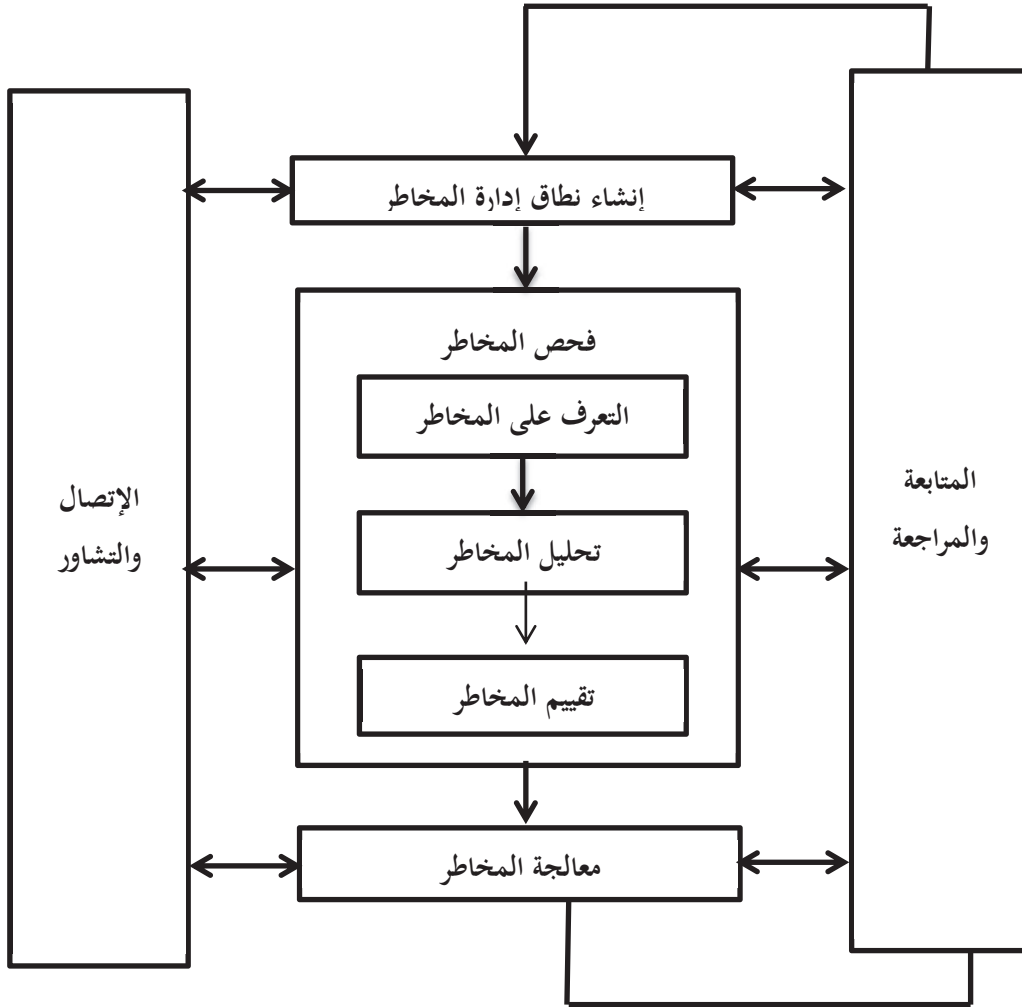 إنشاء نطاق إدارة المخاطر
فحص المخاطر
التعرف على المخاطر
تحليل المخاطر
تقييم المخاطر
معالجة المخاطر
المتابعة
والمراجعة
الإتصال
والتشاور